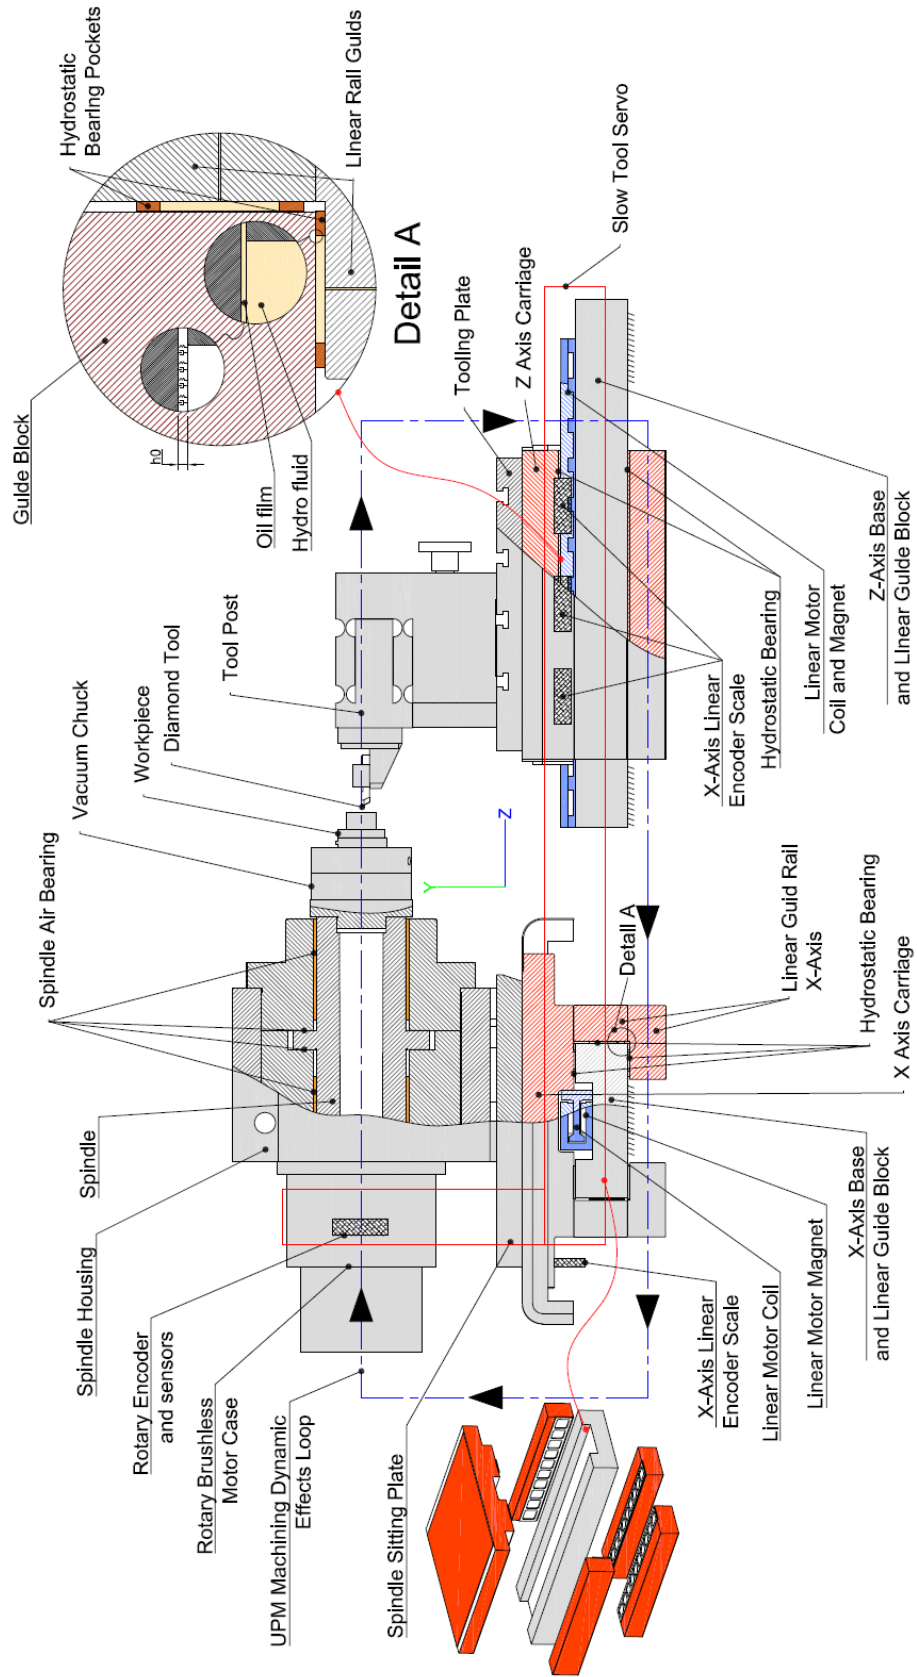 Spindle Housing
Spindle
Spindle Air Bearing
Vacuum Chuck
Workpiece
Diamond Tool
Tool Post
Rotary Encoder
and sensors
Rotary Brushless
Motor Case
UPM Machining Dynamic
Effects Loop
Spindle Sitting Plate
Guide Block
h0
Oil film
Hydro fluid
Hydrostatic
Bearing Pockets
Linear Rail Guids
Detail A
Y
Z
Tooling Plate
Z Axis Carriage
Slow Tool Servo
X-Axis Linear
Encoder Scale
Linear Motor Coil
Linear Motor Magnet
X-Axis Base
and Linear Guide Block
X Axis Carriage
Hydrostatic Bearing
Linear Guid Rail
X-Axis
Detail A
X-Axis Linear
Encoder Scale
Hydrostatic Bearing
Linear Motor
Coil and Magnet
Z-Axis Base
and Linear Guide Block